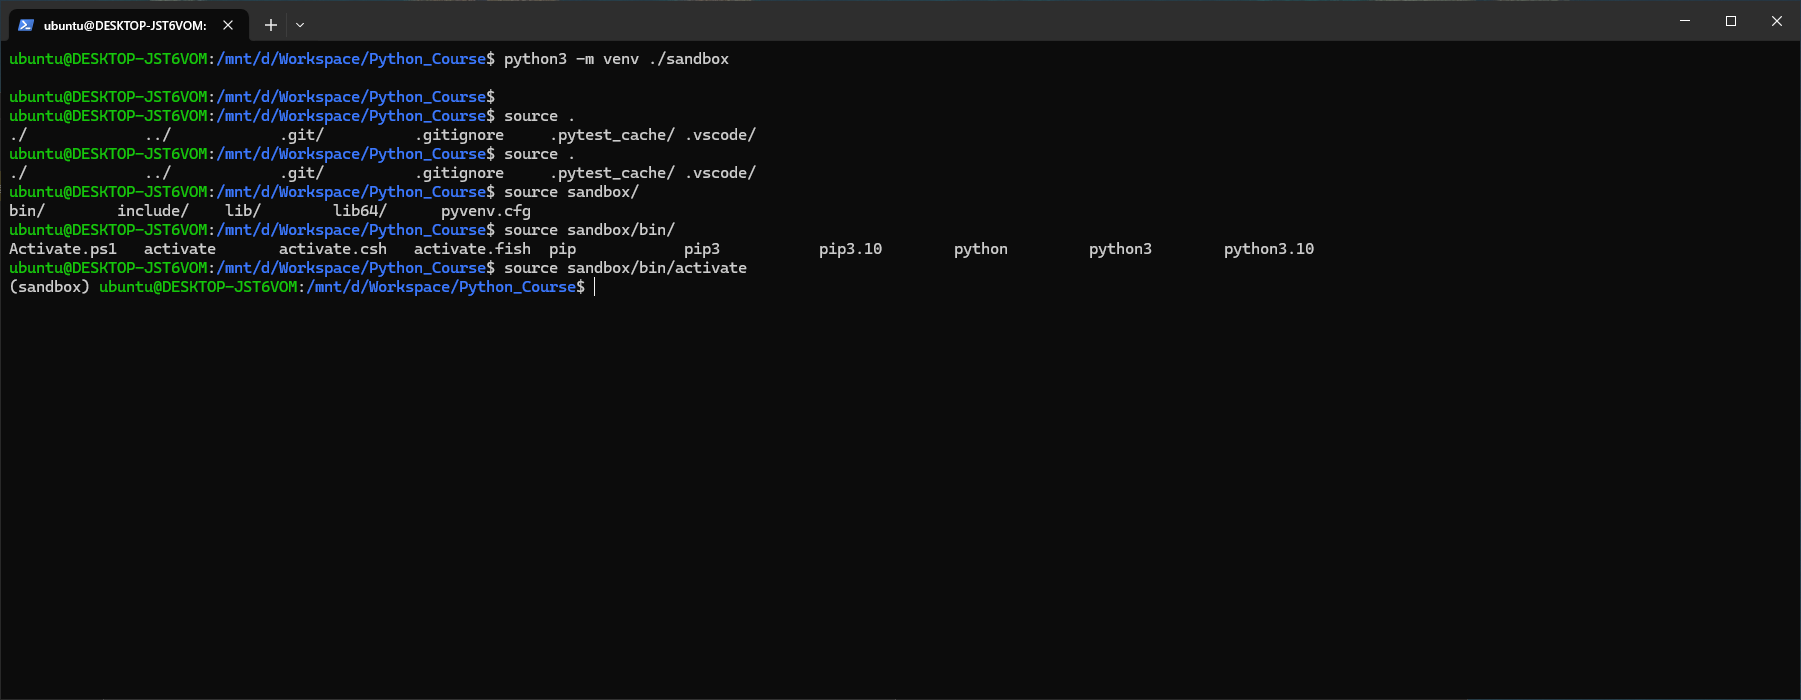 ubuntu@DESKTOP-JST6VOM:
ubuntu@DESKTOP-JST6VOM:/mnt/d/Workspace/Python_Course$ python3 -m venv ./sandbox
ubuntu@DESKTOP-JST6VOM:/mnt/d/Workspace/Python_Course$
ubuntu@DESKTOP-JST6VOM:/mnt/d/Workspace/Python_Course$ source .
./ ../ .git/ .gitignore .pytest_cache/ .vscode/
ubuntu@DESKTOP-JST6VOM:/mnt/d/Workspace/Python_Course$ source .
./ ../ .git/ .gitignore .pytest_cache/ .vscode/
ubuntu@DESKTOP-JST6VOM:/mnt/d/Workspace/Python_Course$ source sandbox/
bin/ include/ lib/ lib64/ pyvenv.cfg
ubuntu@DESKTOP-JST6VOM:/mnt/d/Workspace/Python_Course$ source sandbox/bin/
Activate.ps1 activate activate.csh activate.fish pip pip3 pip3.10 python python3 python3.10
ubuntu@DESKTOP-JST6VOM:/mnt/d/Workspace/Python_Course$ source sandbox/bin/activate
(sandbox) ubuntu@DESKTOP-JST6VOM:/mnt/d/Workspace/Python_Course$